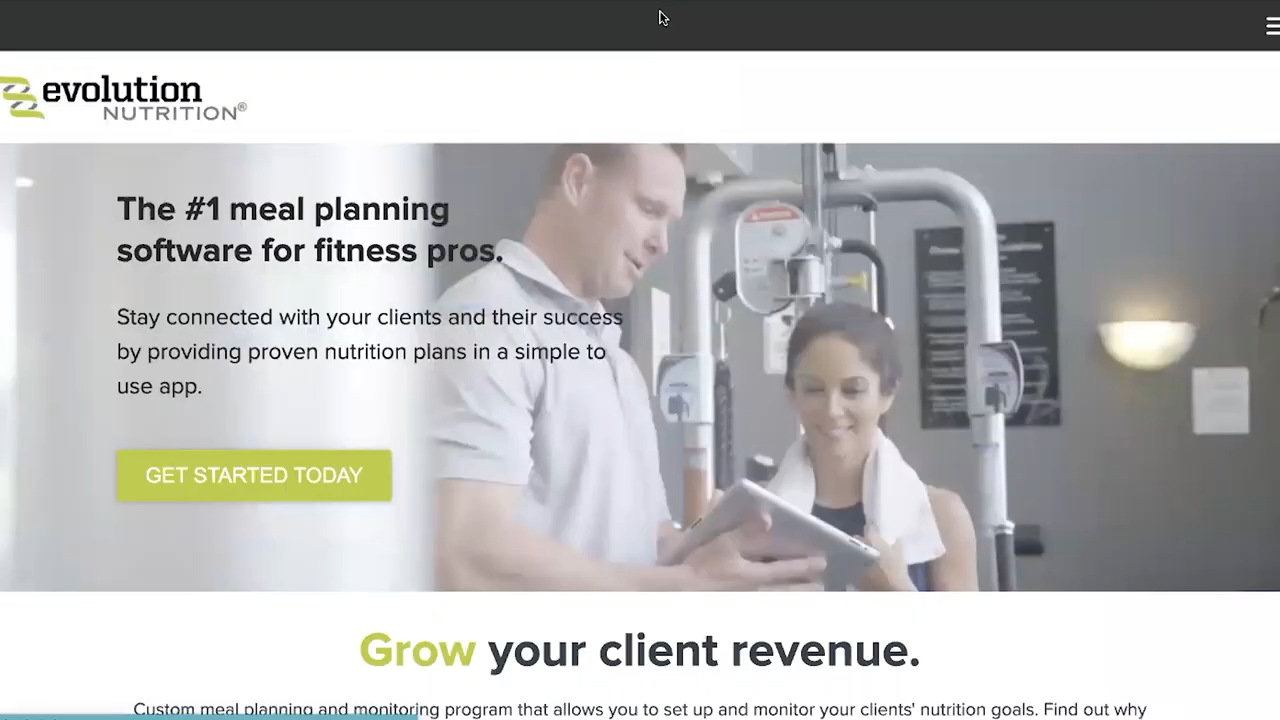 evolution
NUTRITION®
The #1 meal planning
software for fitness pros.
Stay connected with your clients and their success
by providing proven nutrition plans in a simple to
use app.
GET STARTED TODAY
Grow your client revenue.
Custom meal planning and monitoring program that allows you to set up and monitor your clients' nutrition goals. Find out why